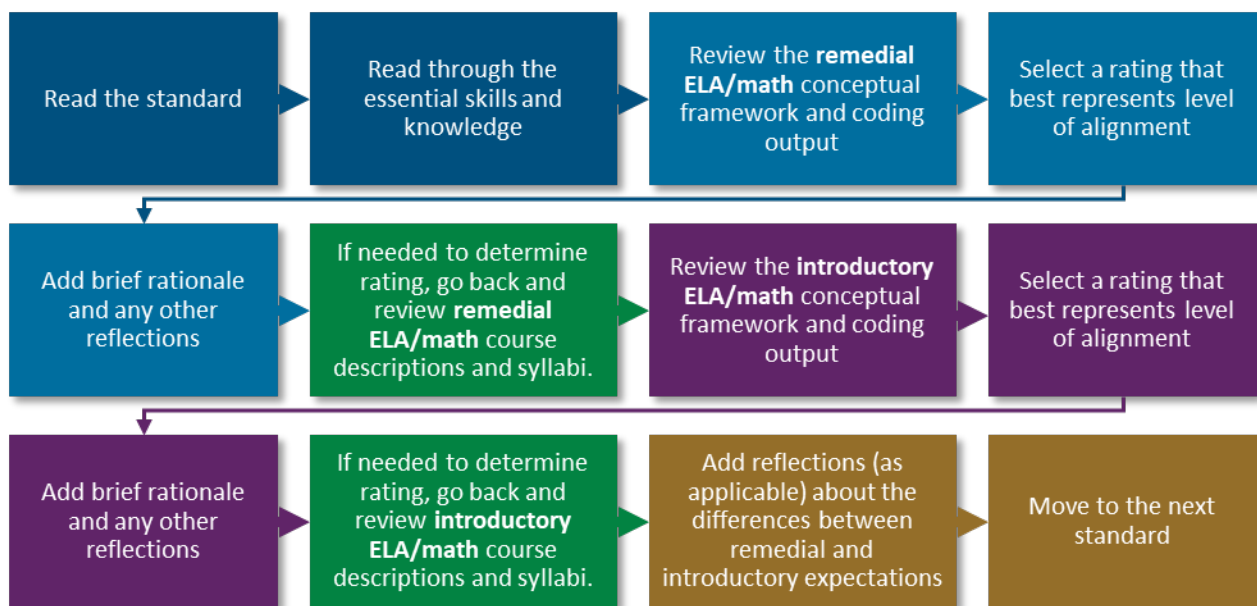 Read the standard
Read through the
essential skills and
knowledge
Review the remedial
ELA/math conceptual
framework and coding
output
Select a rating that
best represents level
of alignment
Add brief rationale
and any other
reflections
If needed to determine
rating, go back and
review remedial
ELA/math course
descriptions and syllabi.
Review the introductory
ELA/math conceptual
framework and coding
output
Select a rating that
best represents level
of alignment
Add brief rationale
and any other
reflections
If needed to determine
rating, go back and
review introductory
ELA/math course
descriptions and syllabi.
Add reflections (as
applicable) about the
differences between
remedial and
introductory expectations
Move to the next
standard